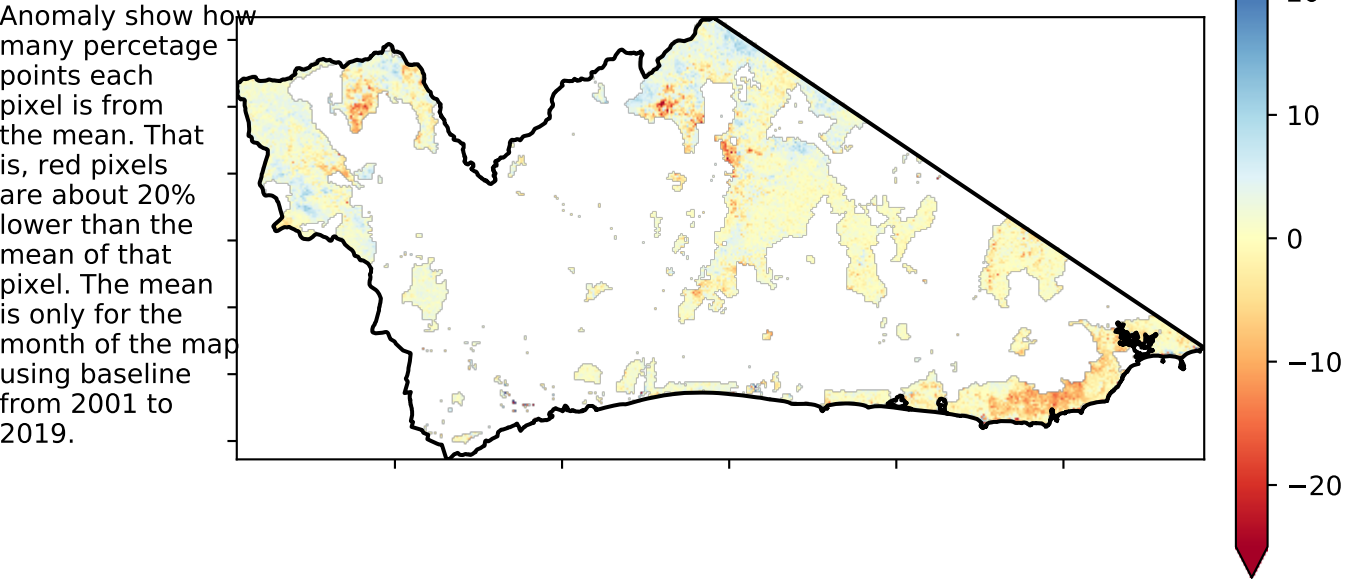 Anomaly show how
many percetage
points each
pixel is from
the mean. That
is, red pixels
are about 20%
lower than the
mean of that
pixel. The mean
is only for the
month of the map
using baseline
from 2001 to
2019.
10
0
−10
−20